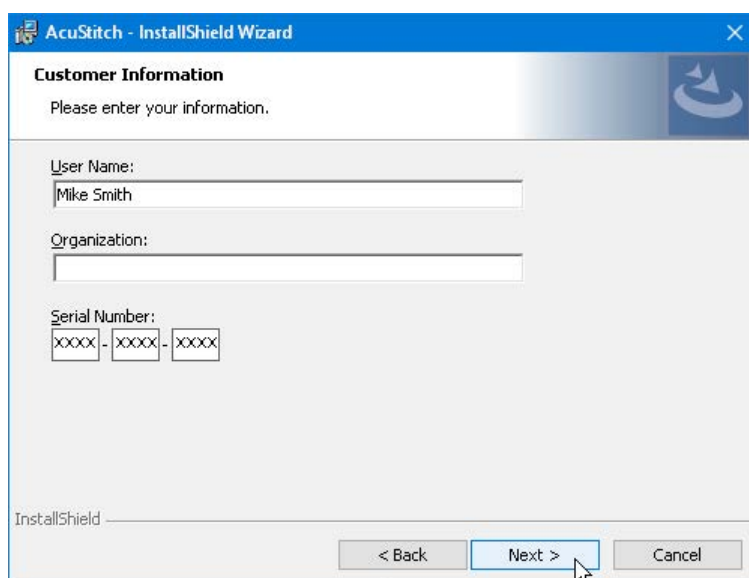 AcuStitch - InstallShield Wizard
Customer Information
Please enter your information.
User Name:
Mike Smith
Organization:
Serial Number:
XXXX - XXXX - XXXX
InstallShield
< Back Next > Cancel